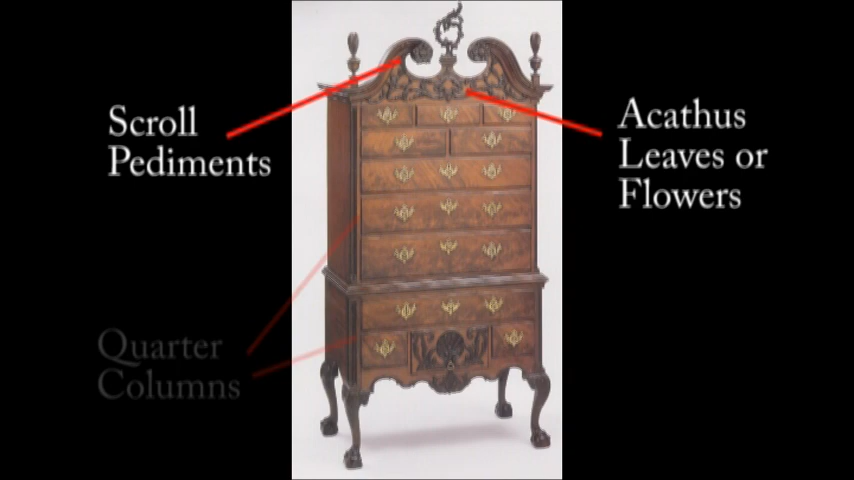 Scroll
Pediments
Acathus
Leaves or
Flowers
Quarter
Columns